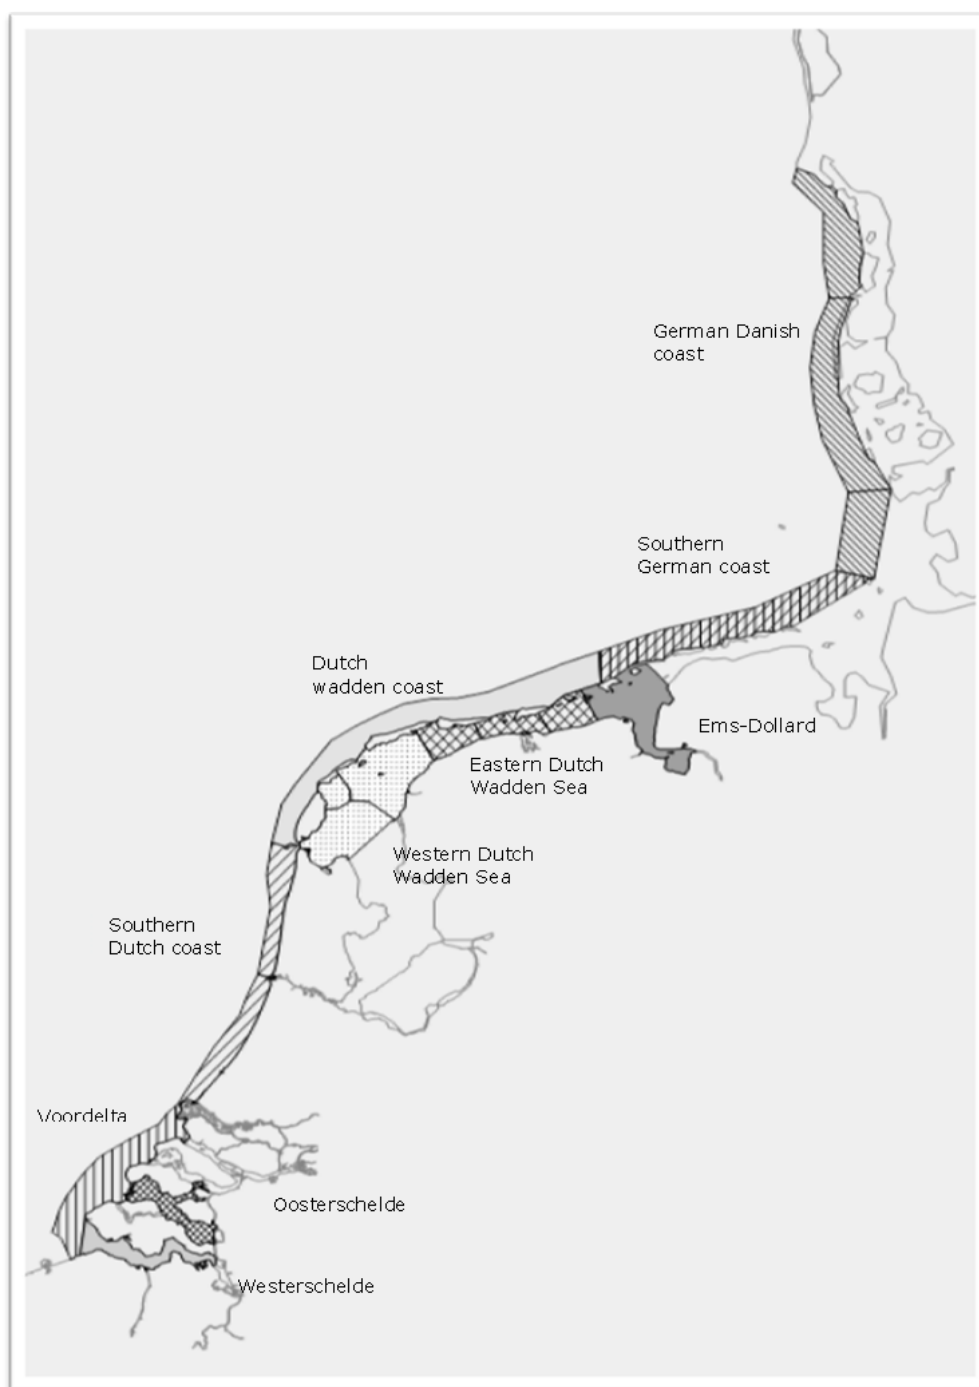 German Danish
coast
Southern
German coast
Dutch
wadden coast
Ems-Dollard
Eastern Dutch
Wadden Sea
Western Dutch
Wadden Sea
Southern
Dutch coast
Voordelta
Oosterschelde
Westerschelde